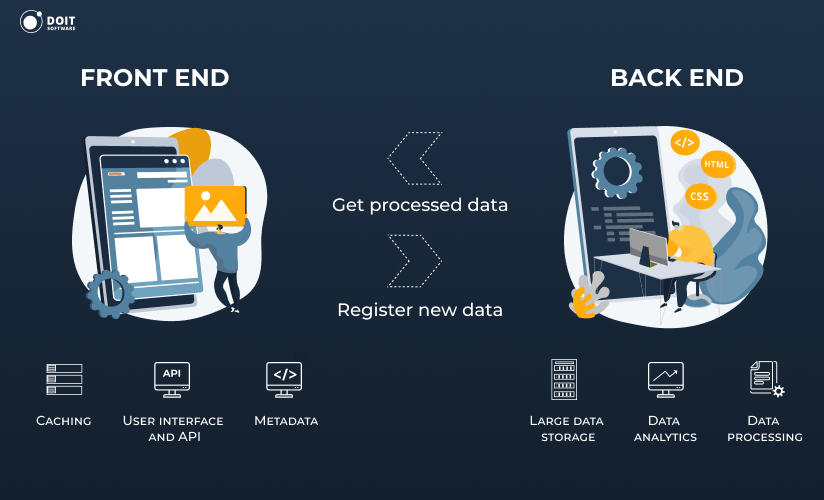 DOIT
SOFTWARE
FRONT END
BACK END
</>
HTML
CSS
Get processed data
Register new data
API
</>
Caching
User interface
and API
Metadata
Large data
storage
Data
analytics
Data
processing